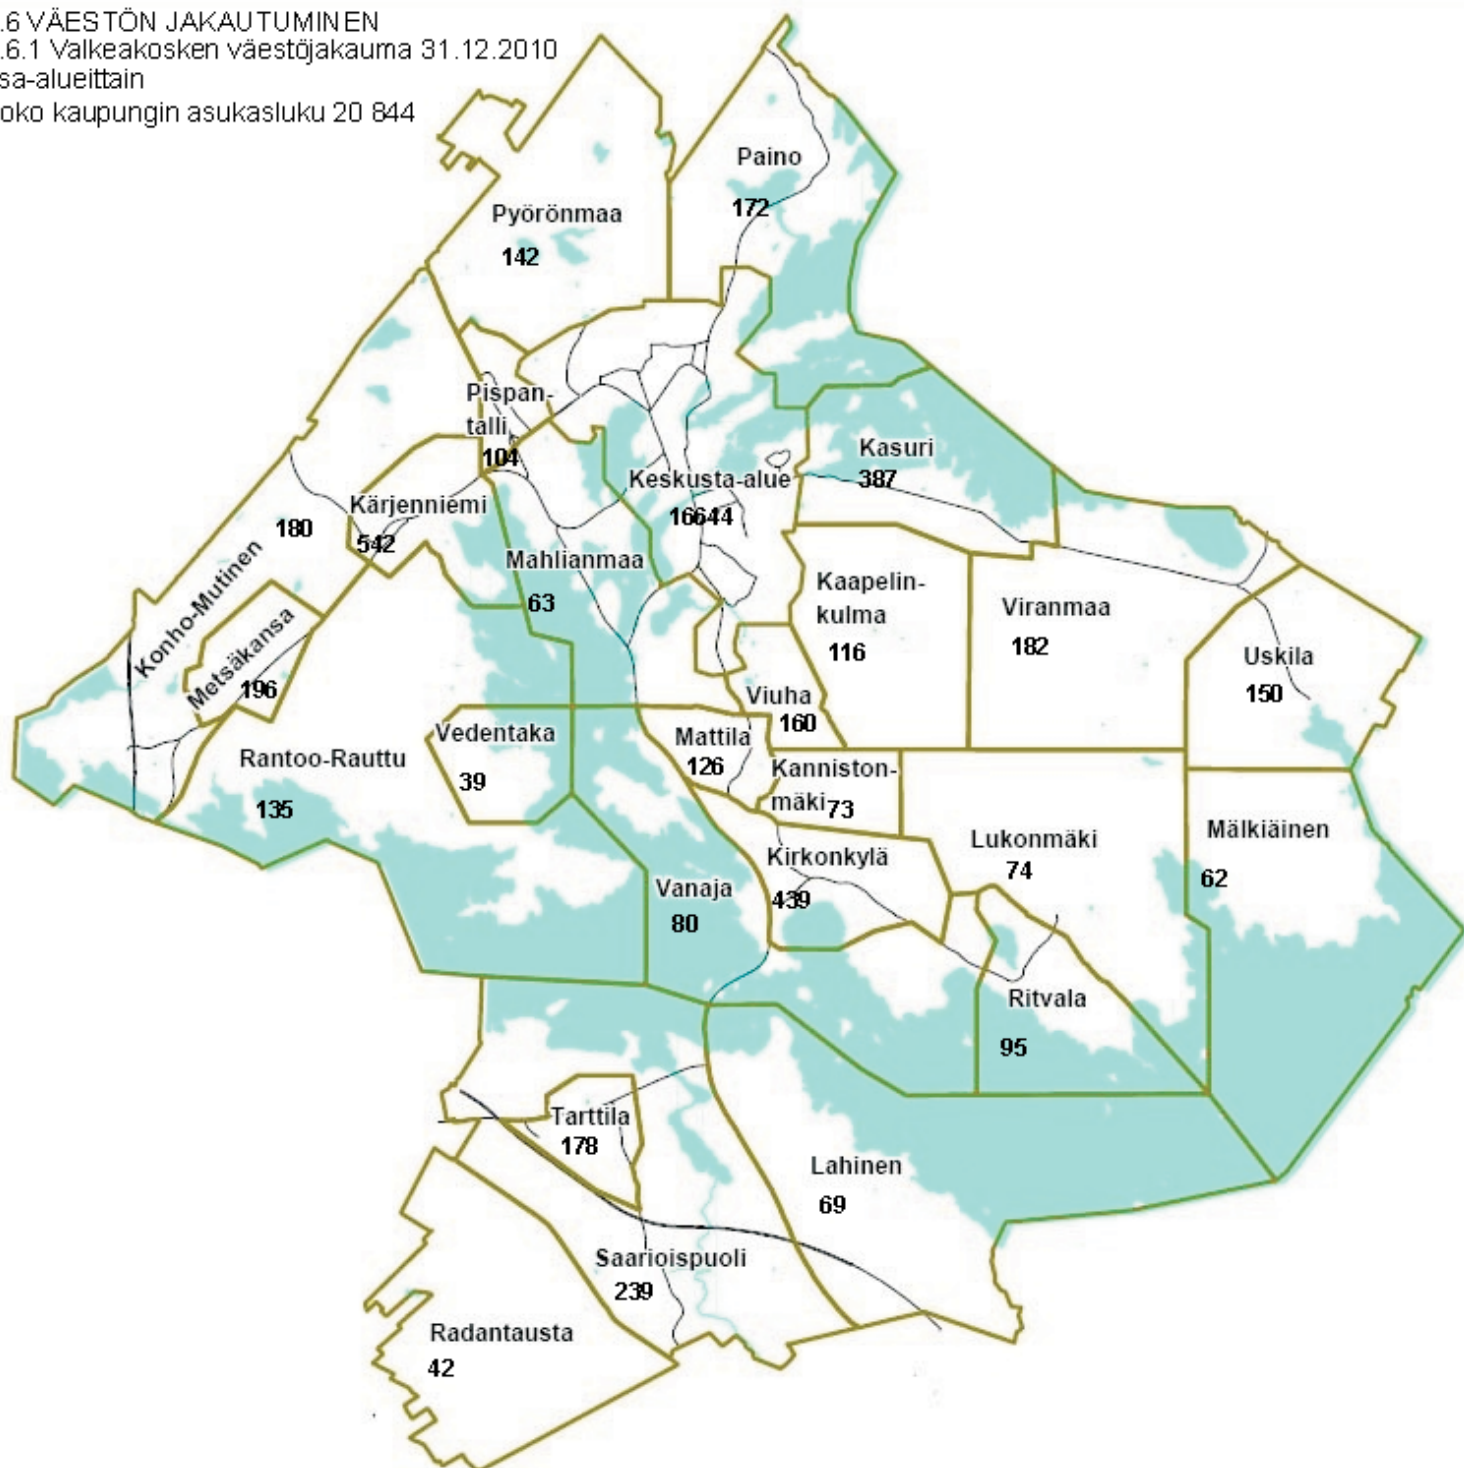 .6 VÄESTÖN JAKAUTUMINEN
.6.1 Valkeakosken väestöjakauma 31.12.2010
sa-alueittain
oko kaupungin asukasluku 20 844
Paino
172
Pyörönmaa
142
Pispan-
talli
104
Kasuri
387
Keskusta-alue
16644
Kärjenniemi
542
180
Konho-Mutinen
Mahlianmaa
63
Kaapelin-
kulma
116
Viranmaa
182
Uskila
150
Metsäkansa
196
Viuha
160
Vedentaka
39
Mattila
126
Rantoo-Rauttu
135
Kanniston-
mäki 73
Lukonmäki
74
Mälkiäinen
62
Kirkonkylä
439
Vanaja
80
Ritvala
95
Tarttila
178
Lahinen
69
Saarioispuoli
239
Radantausta
42